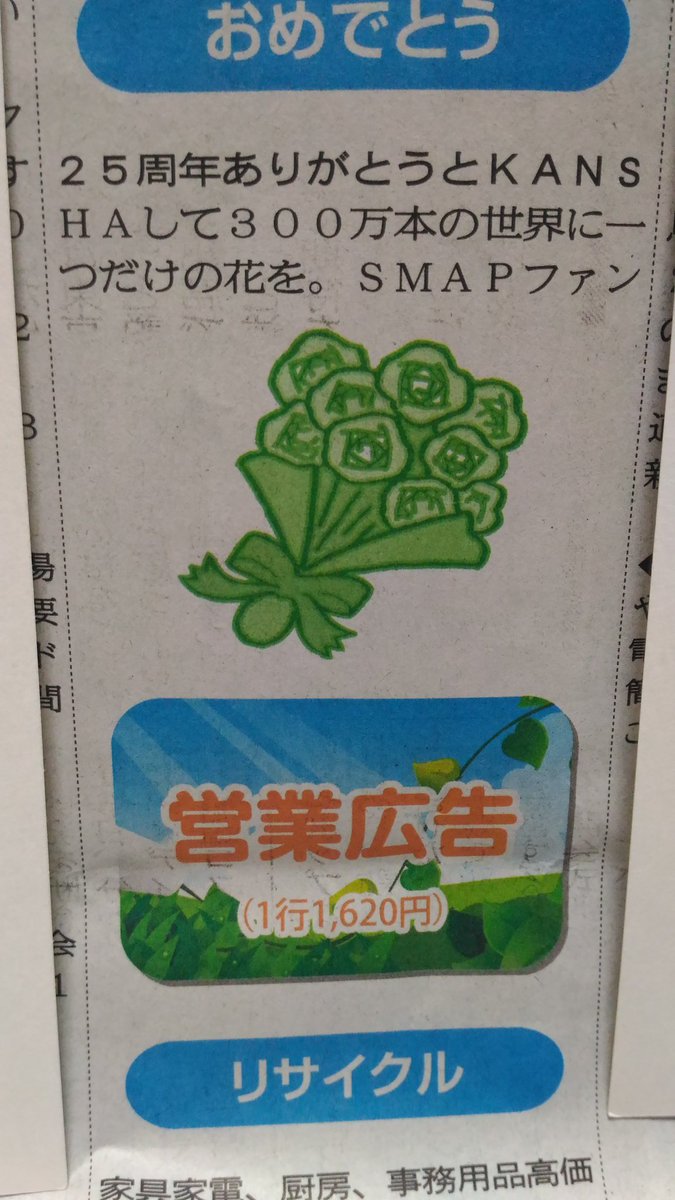 おめでとう
２５周年ありがとうとＫＡＮＳ
ＨＡして３００万本の世界に一
つだけの花を。ＳＭＡＰファン
営業広告
(1行1,620円)
リサイクル
家具家電、厨房、事務用品高価